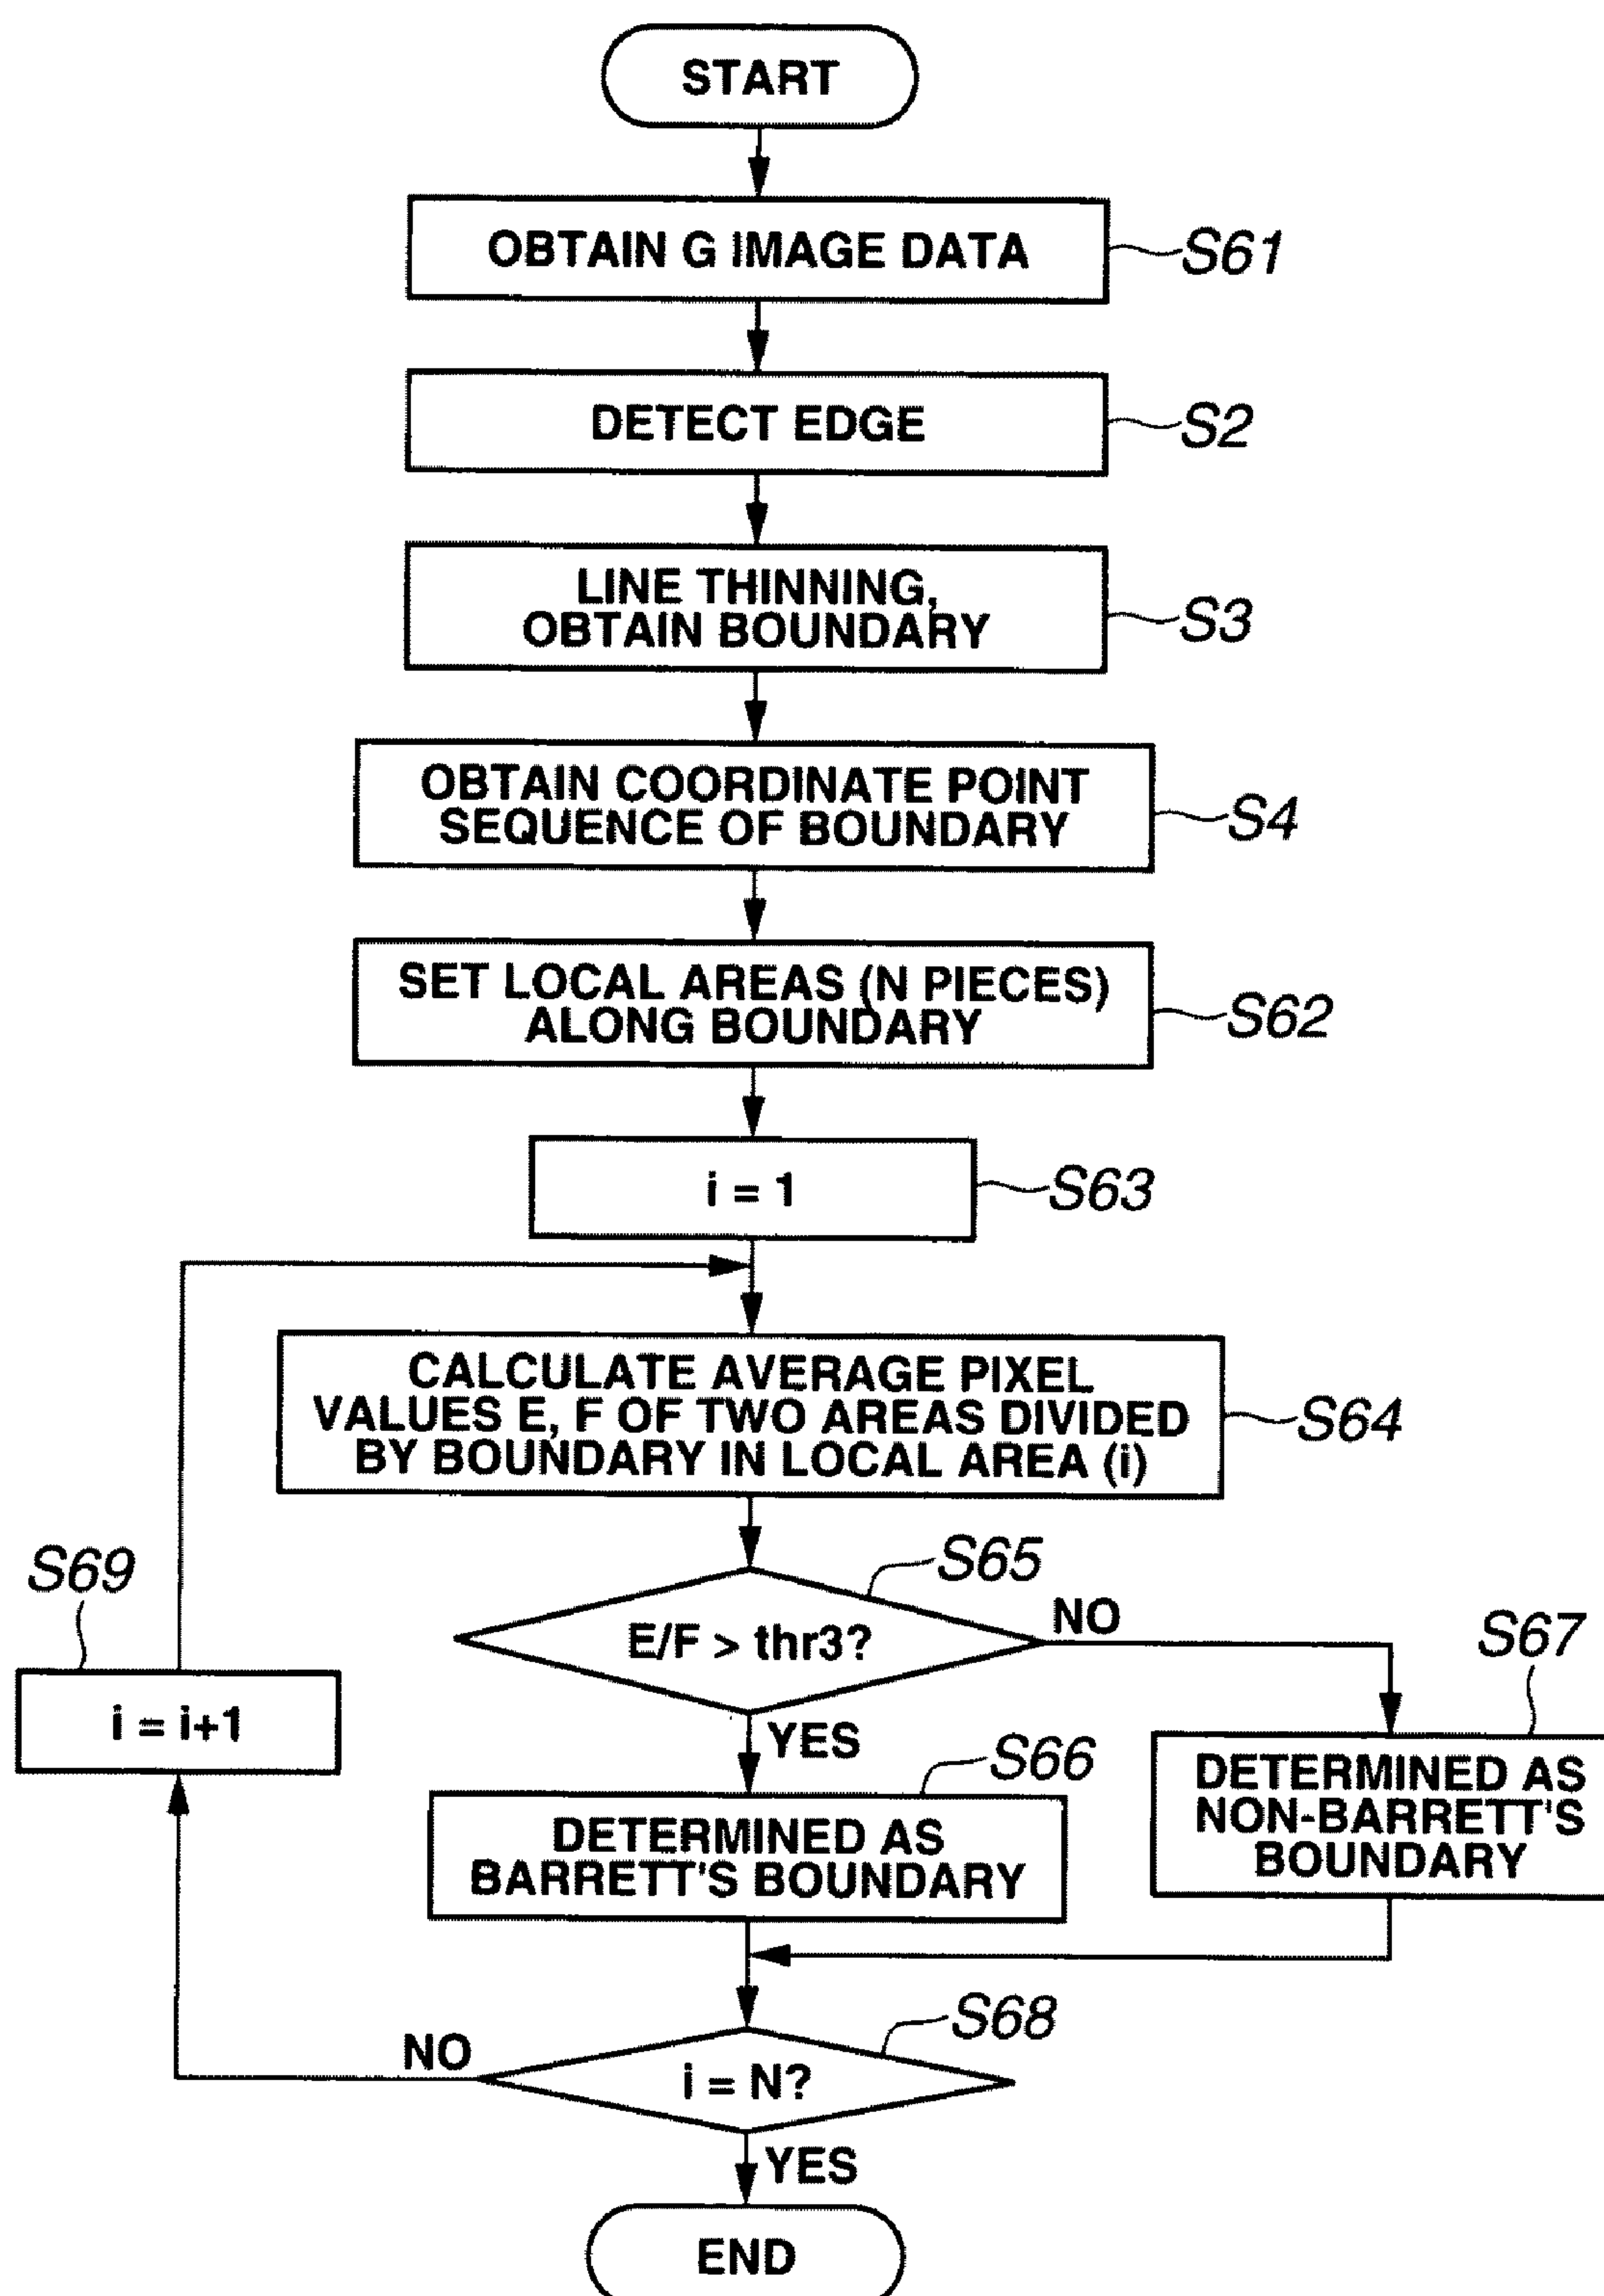 START
OBTAIN G IMAGE DATA
S61
DETECT EDGE
S2
LINE THINNING,
OBTAIN BOUNDARY
S3
OBTAIN COORDINATE POINT
SEQUENCE OF BOUNDARY
S4
SET LOCAL AREAS (N PIECES)
ALONG BOUNDARY
S62
i = 1
S63
CALCULATE AVERAGE PIXEL
VALUES E, F OF TWO AREAS DIVIDED
BY BOUNDARY IN LOCAL AREA (i)
S64
S65
E/F > thr3?
NO
YES
S69
i = i+1
S66
DETERMINED AS
BARRETT'S BOUNDARY
S67
DETERMINED AS
NON-BARRETT'S
BOUNDARY
S68
i = N?
NO
YES
END